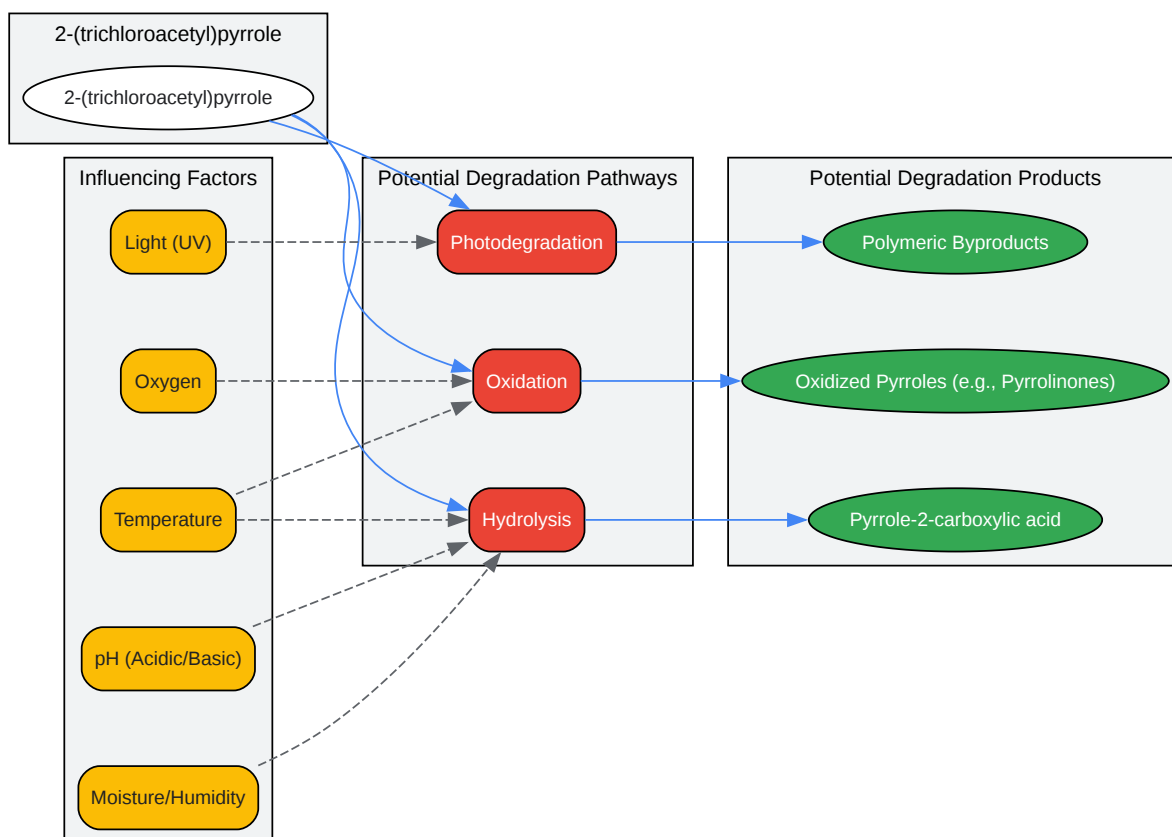 2-(trichloroacetyl)pyrrole
2-(trichloroacetyl)pyrrole
Influencing Factors
Light (UV)
Oxygen
Temperature
pH (Acidic/Basic)
Moisture/Humidity
Potential Degradation Pathways
Photodegradation
Oxidation
Hydrolysis
Potential Degradation Products
Polymeric Byproducts
Oxidized Pyrroles (e.g., Pyrrolinones)
Pyrrole-2-carboxylic acid